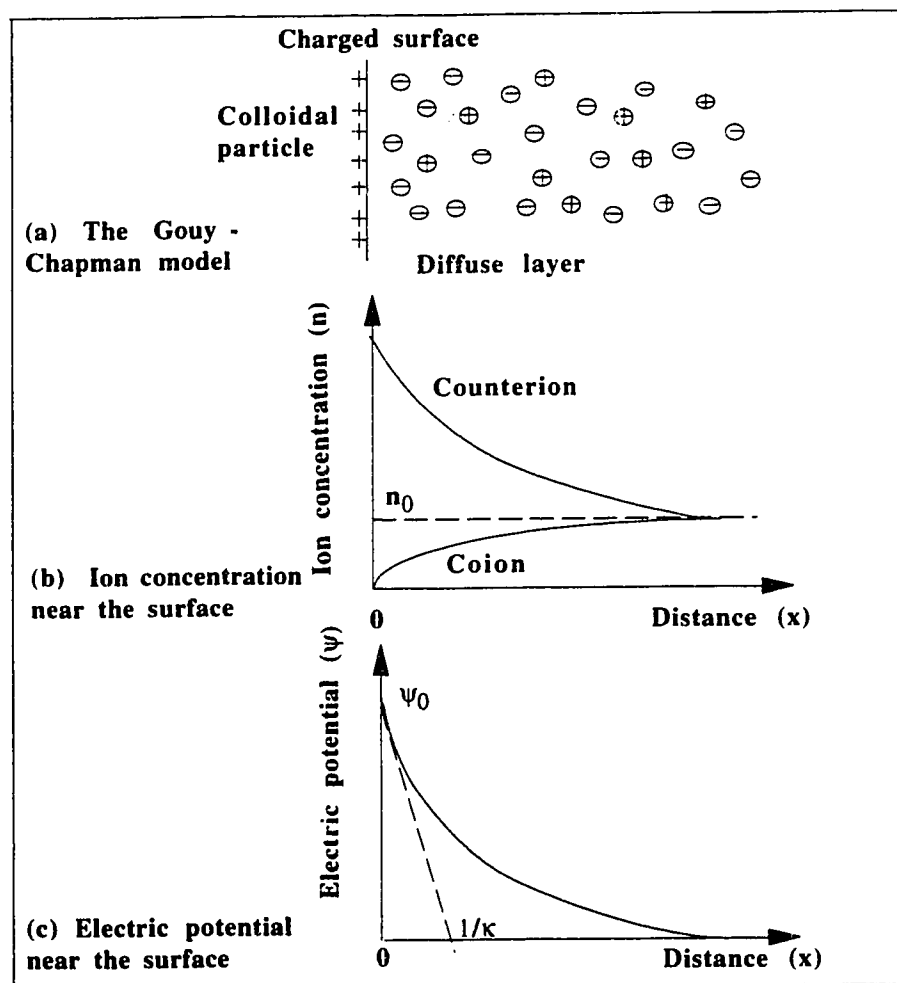 Charged surface
Colloidal
particle
(a) The Gouy -
Chapman model
Diffuse layer
Ion concentration (n)
Counterion
n0
Coion
(b) Ion concentration
near the surface
0
Distance (x)
Electric potential (ψ)
ψ0
1/κ
(c) Electric potential
near the surface
0
Distance (x)